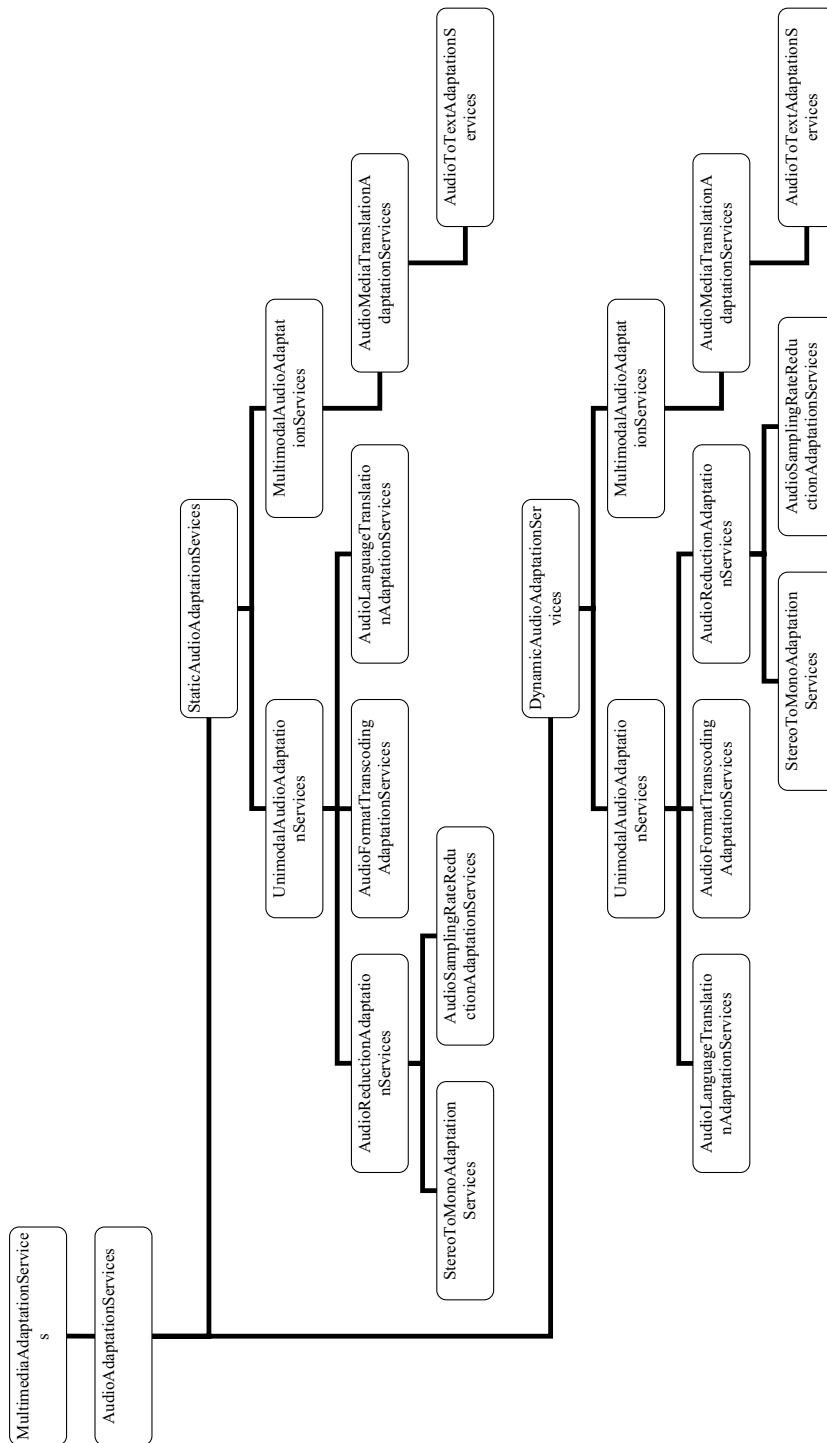 MultimediaAdaptationService
s
AudioAdaptationServices
StaticAudioAdaptationSevices
UnimodalAudioAdaptatio
nServices
MultimodalAudioAdaptat
ionServices
AudioReductionAdaptatio
nServices
AudioFormatTranscoding
AdaptationServices
AudioLanguageTranslatio
nAdaptationServices
AudioMediaTranslationA
daptationServices
StereoToMonoAdaptation
Services
AudioSamplingRateRedu
ctionAdaptationServices
AudioToTextAdaptationS
ervices
DynamicAudioAdaptationSer
vices
UnimodalAudioAdaptatio
nServices
MultimodalAudioAdaptat
ionServices
AudioLanguageTranslatio
nAdaptationServices
AudioFormatTranscoding
AdaptationServices
AudioReductionAdaptatio
nServices
AudioMediaTranslationA
daptationServices
StereoToMonoAdaptation
Services
AudioSamplingRateRedu
ctionAdaptationServices
AudioToTextAdaptationS
ervices